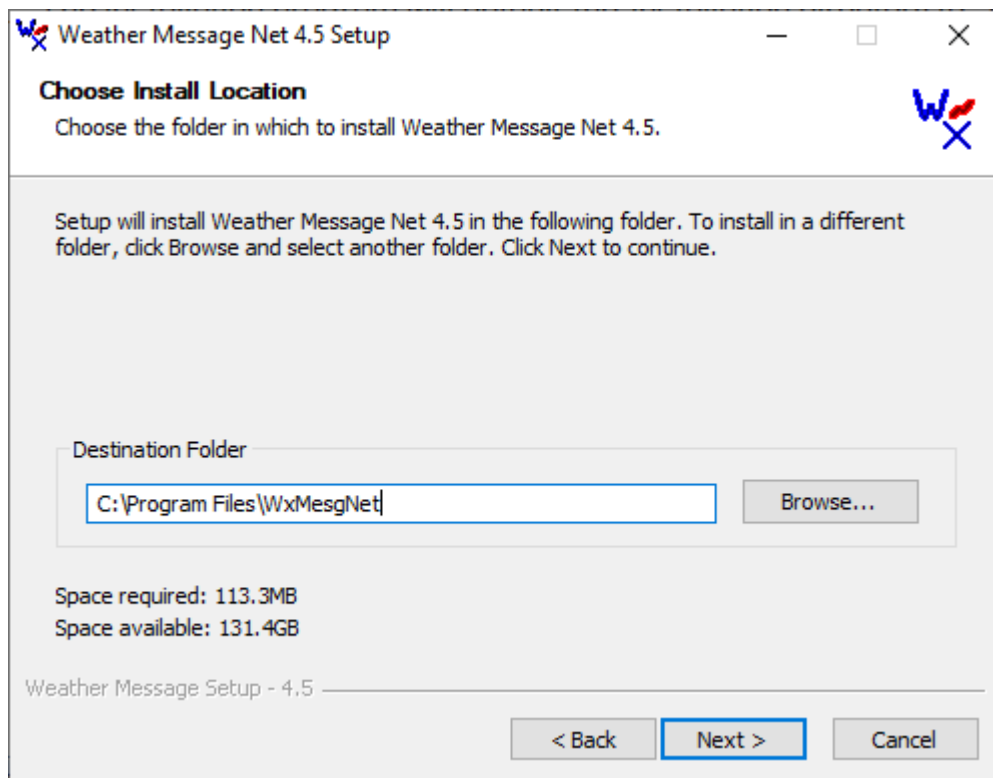 Weather Message Net 4.5 Setup
Choose Install Location
Choose the folder in which to install Weather Message Net 4.5.
Setup will install Weather Message Net 4.5 in the following folder. To install in a different
folder, click Browse and select another folder. Click Next to continue.
Destination Folder
C:\Program Files\WxMesgNet
Browse...
Space required: 113.3MB
Space available: 131.4GB
Weather Message Setup - 4.5
< Back
Next >
Cancel